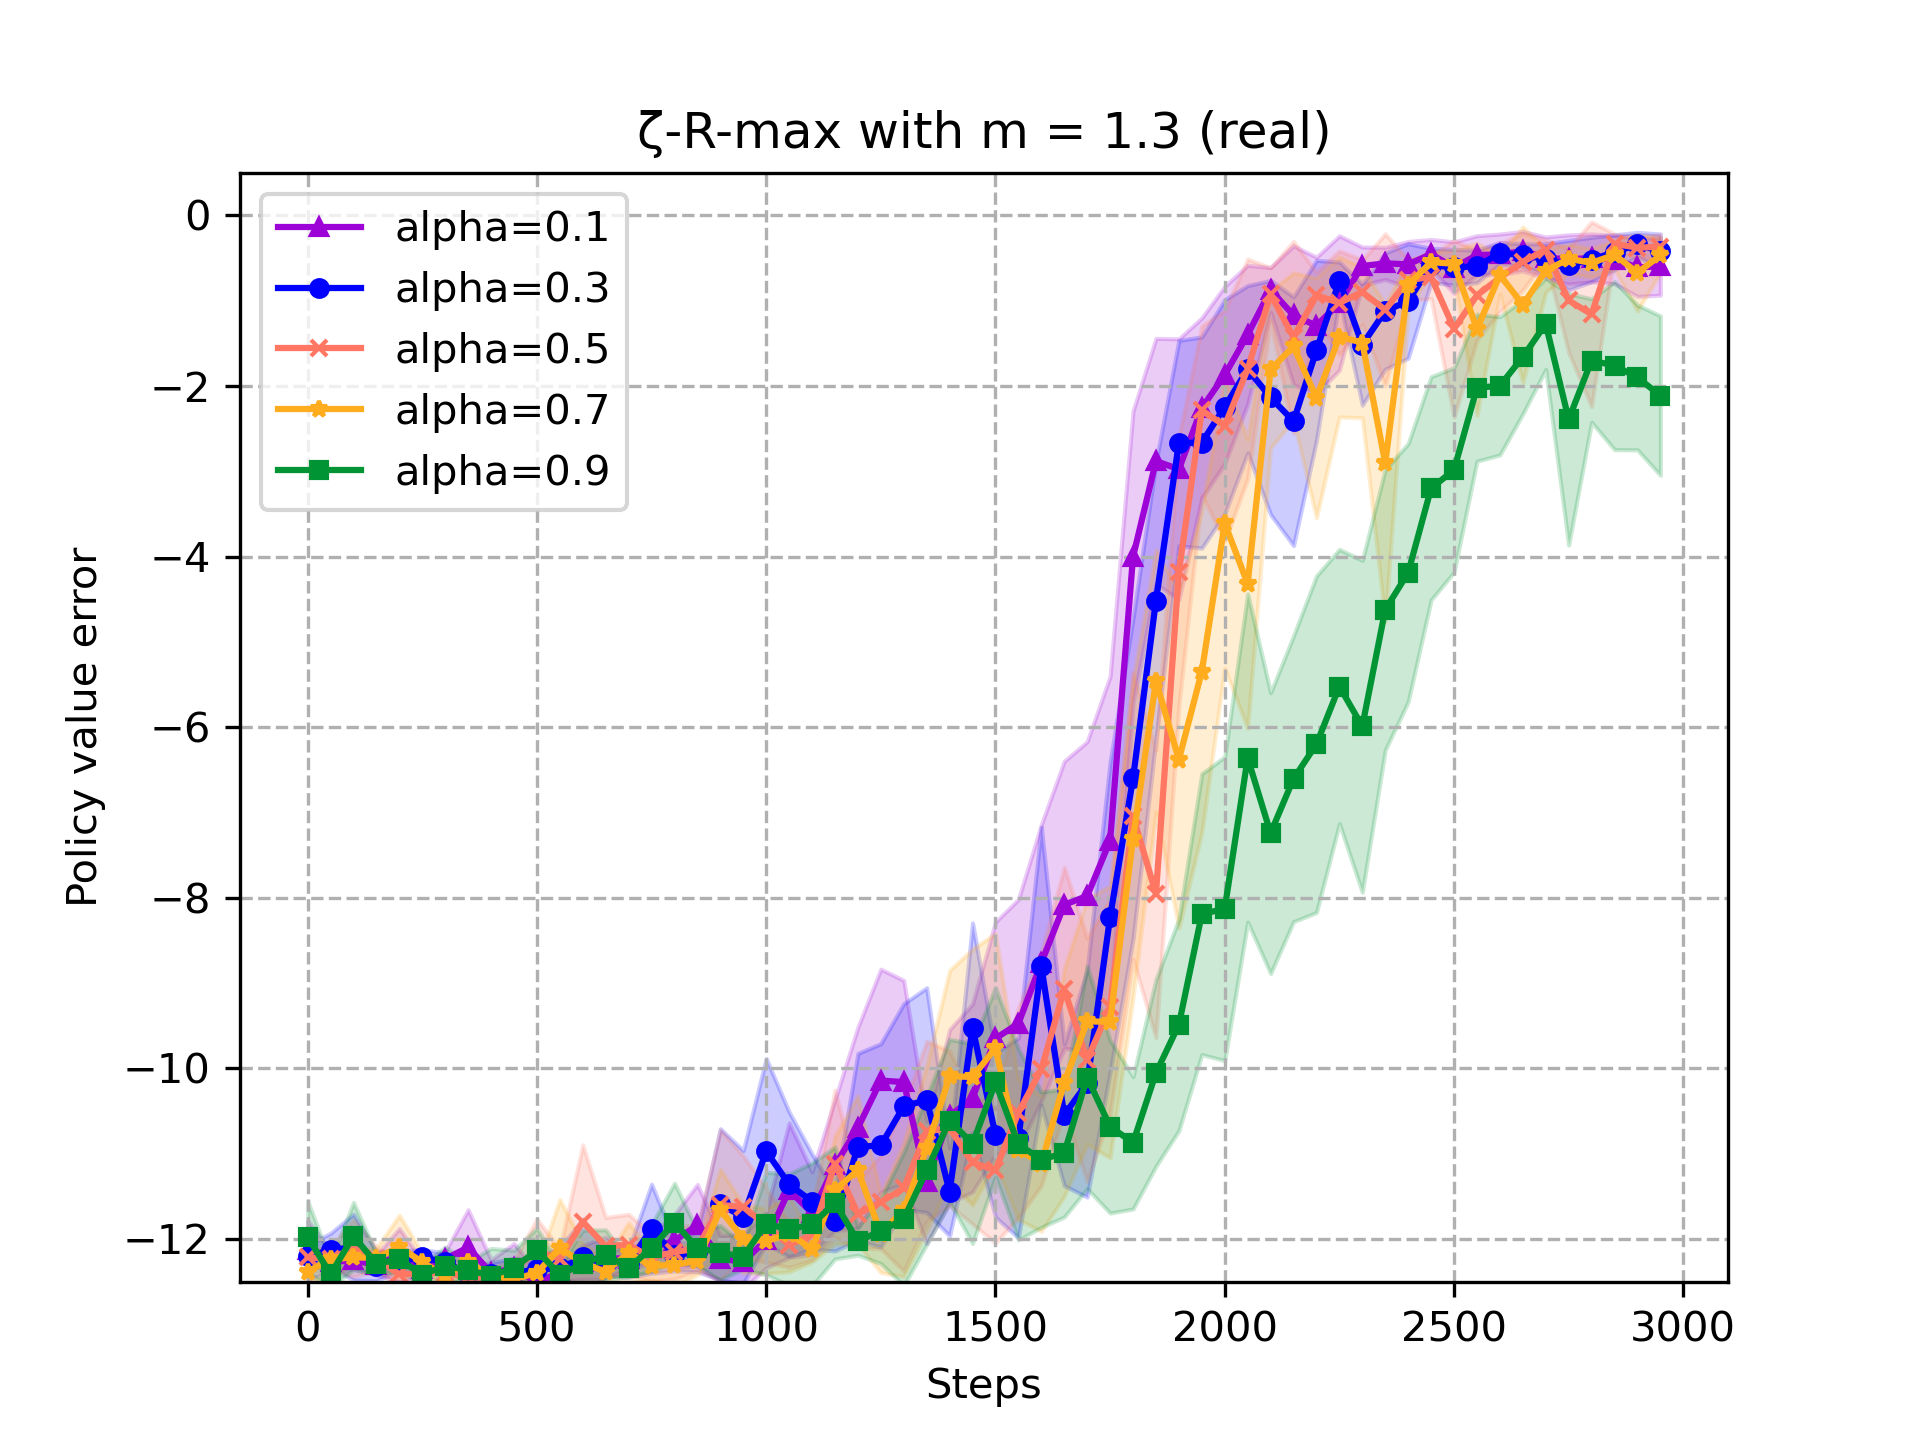 ζ-R-max with m = 1.3 (real)
alpha=0.1
alpha=0.3
alpha=0.5
alpha=0.7
alpha=0.9
Policy value error
0
−2
−4
−6
−8
−10
−12
0 500 1000 1500 2000 2500 3000
Steps